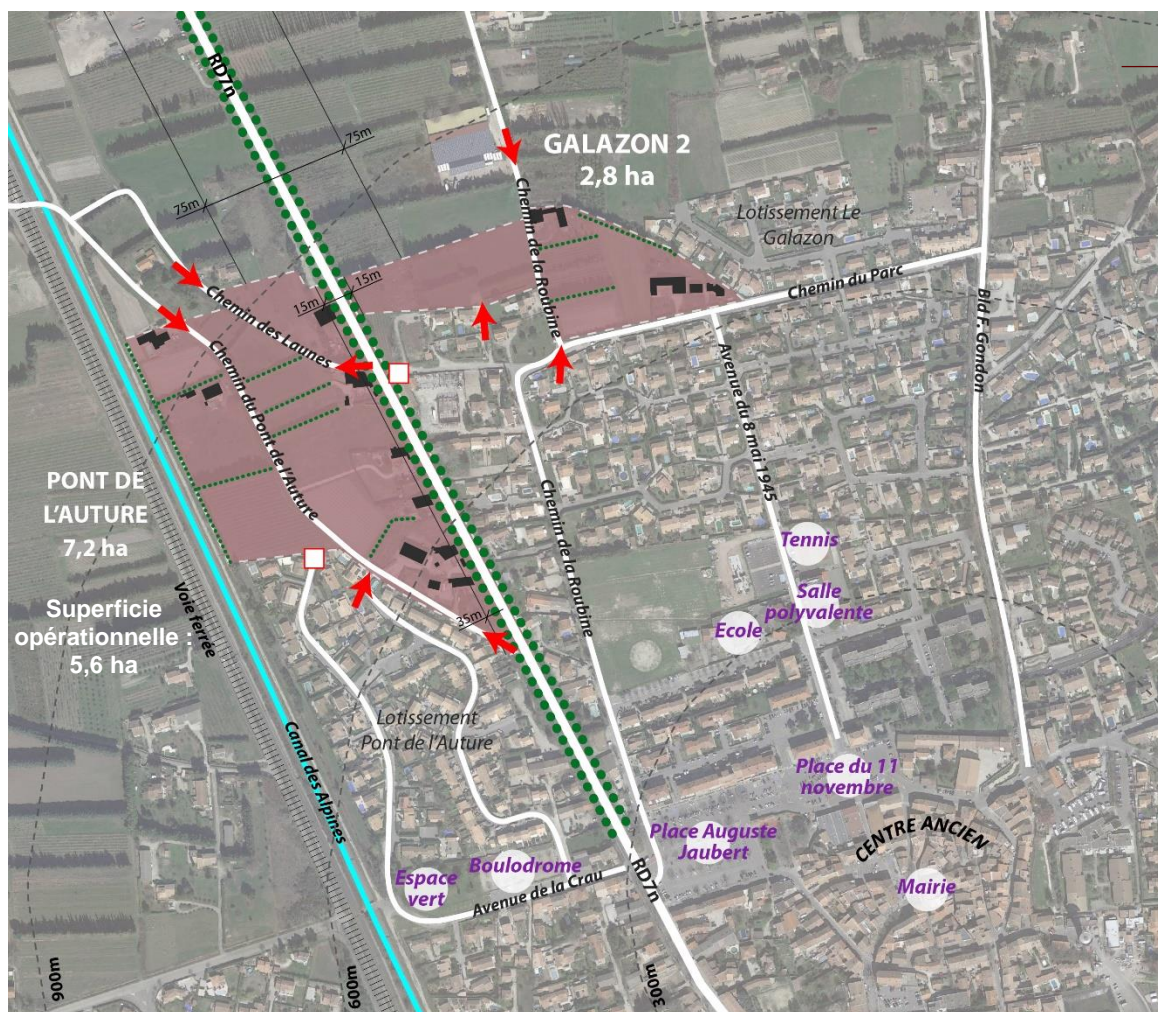 RD7n
75m
75m
GALAZON 2
2,8 ha
Chemin de la Roubine
Lotissement Le
Galazon
Chemin du Parc
Bld F. Gondon
15m
15m
Chemin des Launes
Chemin du Pont de l'Auture
PONT DE
L'AUTURE
7,2 ha
Superficie
opérationnelle :
5,6 ha
Voie ferrée
Canal des Alpines
Avenue du 8 mai 1945
Chemin de la Roubine
Tennis
Salle
polyvalente
Ecole
35m
Lotissement
Pont de l'Auture
Place du 11
novembre
CENTRE ANCIEN
Place Auguste
Jaubert
Mairie
Espace
vert
Boulodrome
Avenue de la Crau
RD7n
900m
600m
300m